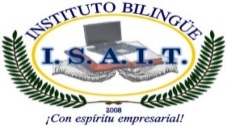 INSTITUTO BILINGÜE
I.S.A.I.T.
2008
¡Con espíritu empresarial!